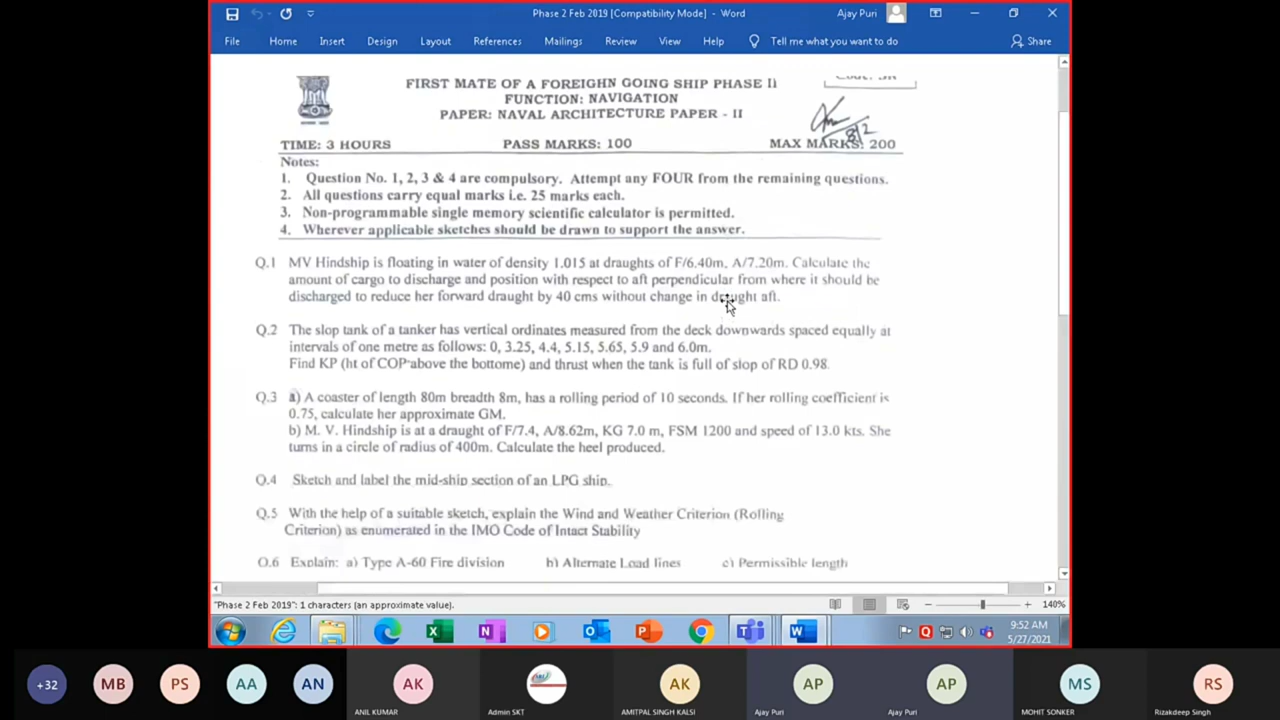 Phase 2 Feb 2019 [Compatibility Mode] - Word
Ajay Puri
File Home Insert Design Layout References Mailings Review View Help Tell me what you want to do Share
FIRST MATE OF A FOREIGHN GOING SHIP PHASE II
FUNCTION: NAVIGATION
PAPER: NAVAL ARCHITECTURE PAPER - II
8/2
TIME: 3 HOURS PASS MARKS: 100 MAX MARKS: 200
Notes:
1. Question No. 1, 2, 3 & 4 are compulsory. Attempt any FOUR from the remaining questions.
2. All questions carry equal marks i.e. 25 marks each.
3. Non-programmable single memory scientific calculator is permitted.
4. Wherever applicable sketches should be drawn to support the answer.
Q.1 MV Hindship is floating in water of density 1.015 at draughts of F/6.40m, A/7.20m. Calculate the
amount of cargo to discharge and position with respect to aft perpendicular from where it should be
discharged to reduce her forward draught by 40 cms without change in draught aft.
Q.2 The slop tank of a tanker has vertical ordinates measured from the deck downwards spaced equally at
intervals of one metre as follows: 0, 3.25, 4.4, 5.15, 5.65, 5.9 and 6.0m.
Find KP (ht of COP above the bottome) and thrust when the tank is full of slop of RD 0.98.
Q.3 a) A coaster of length 80m breadth 8m, has a rolling period of 10 seconds. If her rolling coefficient is
0.75, calculate her approximate GM.
b) M. V. Hindship is at a draught of F/7.4, A/8.62m, KG 7.0 m, FSM 1200 and speed of 13.0 kts. She
turns in a circle of radius of 400m. Calculate the heel produced.
Q.4 Sketch and label the mid-ship section of an LPG ship.
Q.5 With the help of a suitable sketch, explain the Wind and Weather Criterion (Rolling
Criterion) as enumerated in the IMO Code of Intact Stability
Q.6 Explain: a) Type A-60 Fire division b) Alternate Load lines c) Permissible length
"Phase 2 Feb 2019": 1 characters (an approximate value).
140%
9:52 AM
5/27/2021
+32 MB PS AA AN AK AK AP AP MS RS
ANIL KUMAR Admin SKT AMITPAL SINGH KALSI Ajay Puri Ajay Puri MOHIT SONKER Rizakdeep Singh